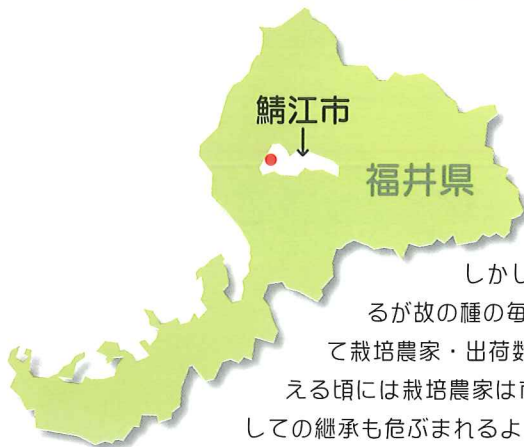 鯖江市
福井県
しかし
るが故の種の毎
て栽培農家・出荷数
える頃には栽培農家は市
しての継承も危ぶまれるよ